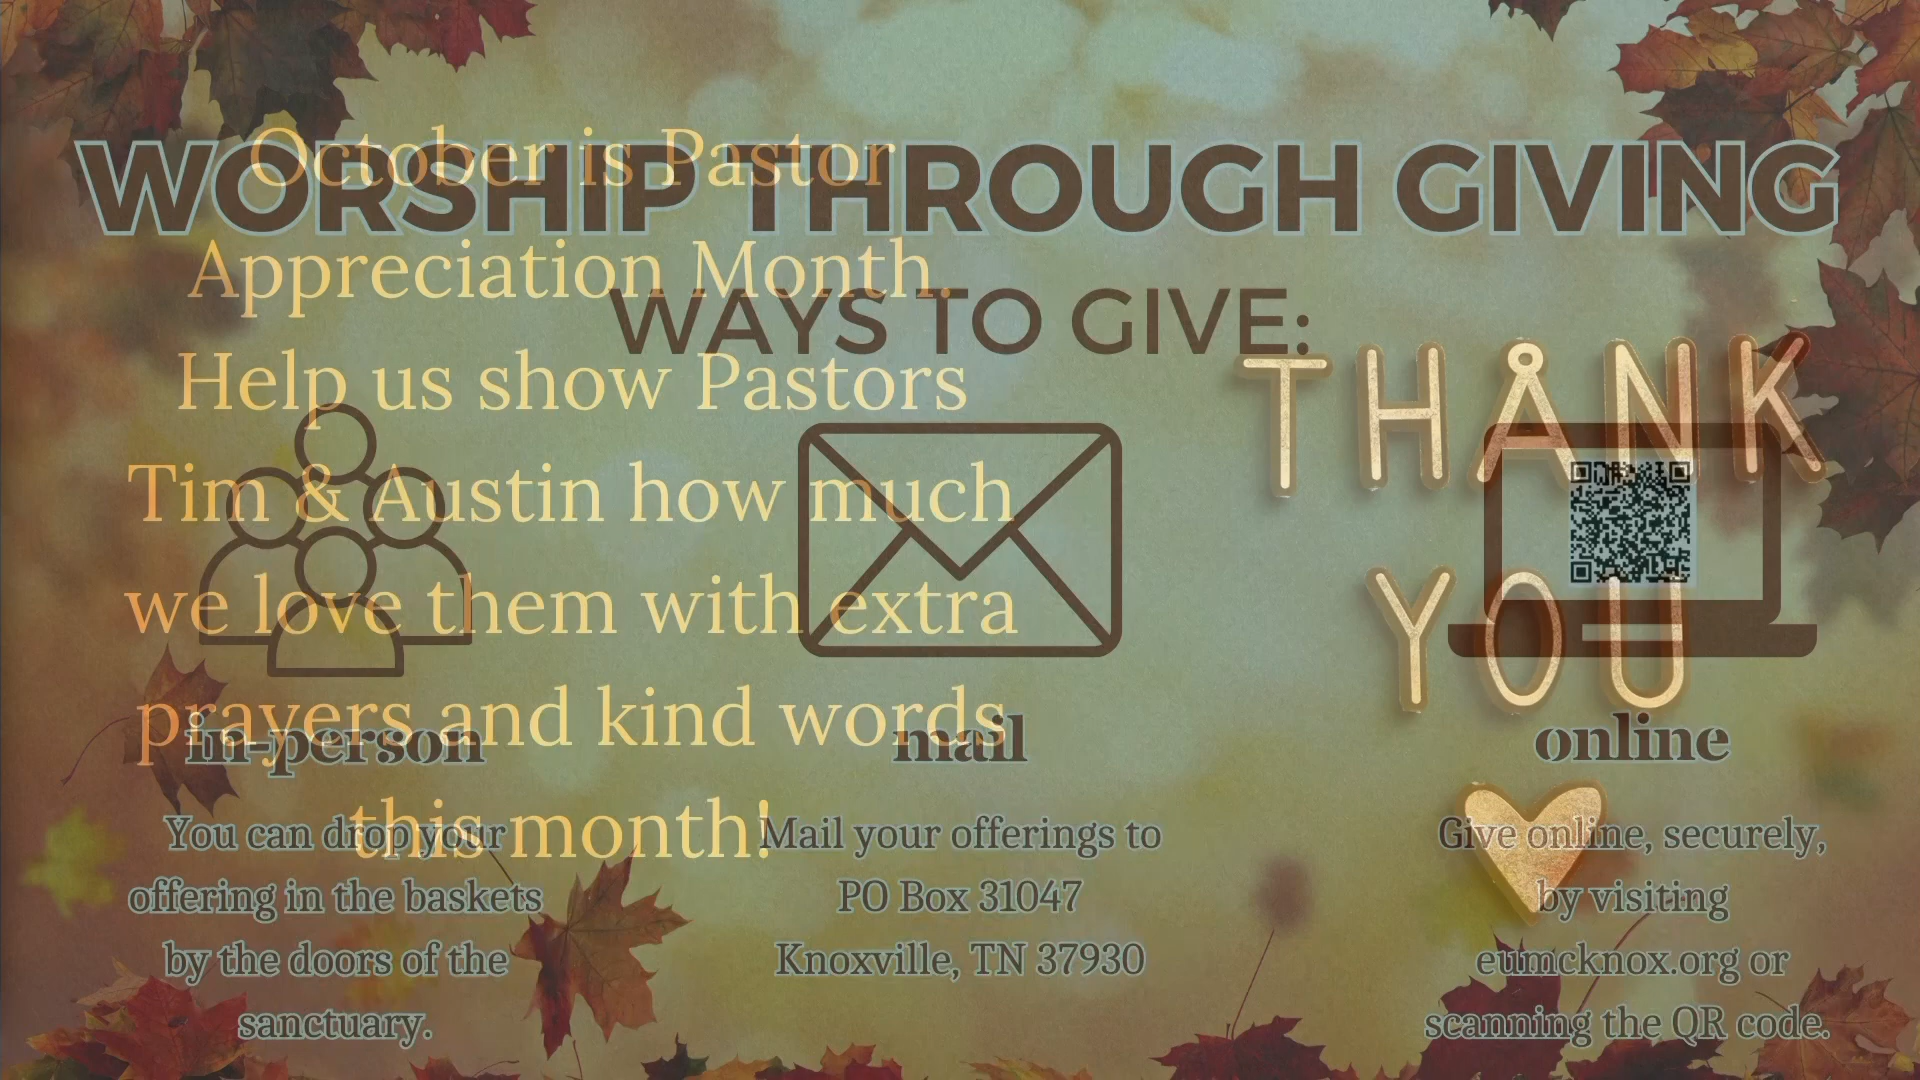 WORSHIP THROUGH GIVING
WAYS TO GIVE:
in-person
You can drop your
offering in the baskets
by the doors of the
sanctuary.
mail
Mail your offerings to
PO Box 31047
Knoxville, TN 37930
online
Give online, securely,
by visiting
eumcknox.org or
scanning the QR code.
October is Pastor
Appreciation Month.
Help us show Pastors
Tim & Austin how much
we love them with extra
prayers and kind words
this month!
THANK
YOU